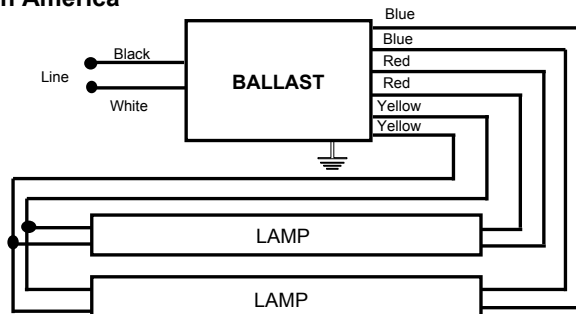 America
Blue
Blue
Black
Red
Line
BALLAST
Red
White
Yellow
Yellow
LAMP
LAMP